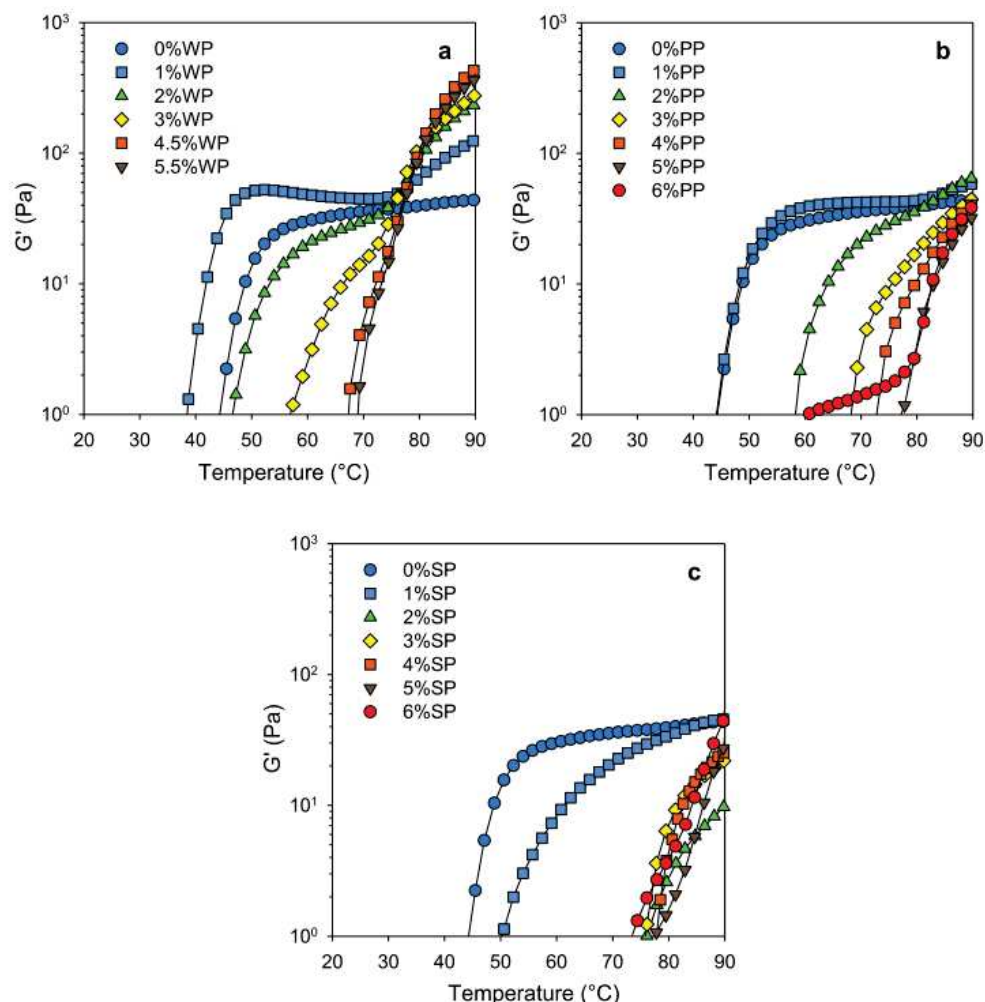 a
10³
10²
10¹
10⁰
G' (Pa)
0%WP
1%WP
2%WP
3%WP
4.5%WP
5.5%WP
20 30 40 50 60 70 80 90
Temperature (°C)
b
10³
10²
10¹
10⁰
G' (Pa)
0%PP
1%PP
2%PP
3%PP
4%PP
5%PP
6%PP
20 30 40 50 60 70 80 90
Temperature (°C)
c
10³
10²
10¹
10⁰
G' (Pa)
0%SP
1%SP
2%SP
3%SP
4%SP
5%SP
6%SP
20 30 40 50 60 70 80 90
Temperature (°C)